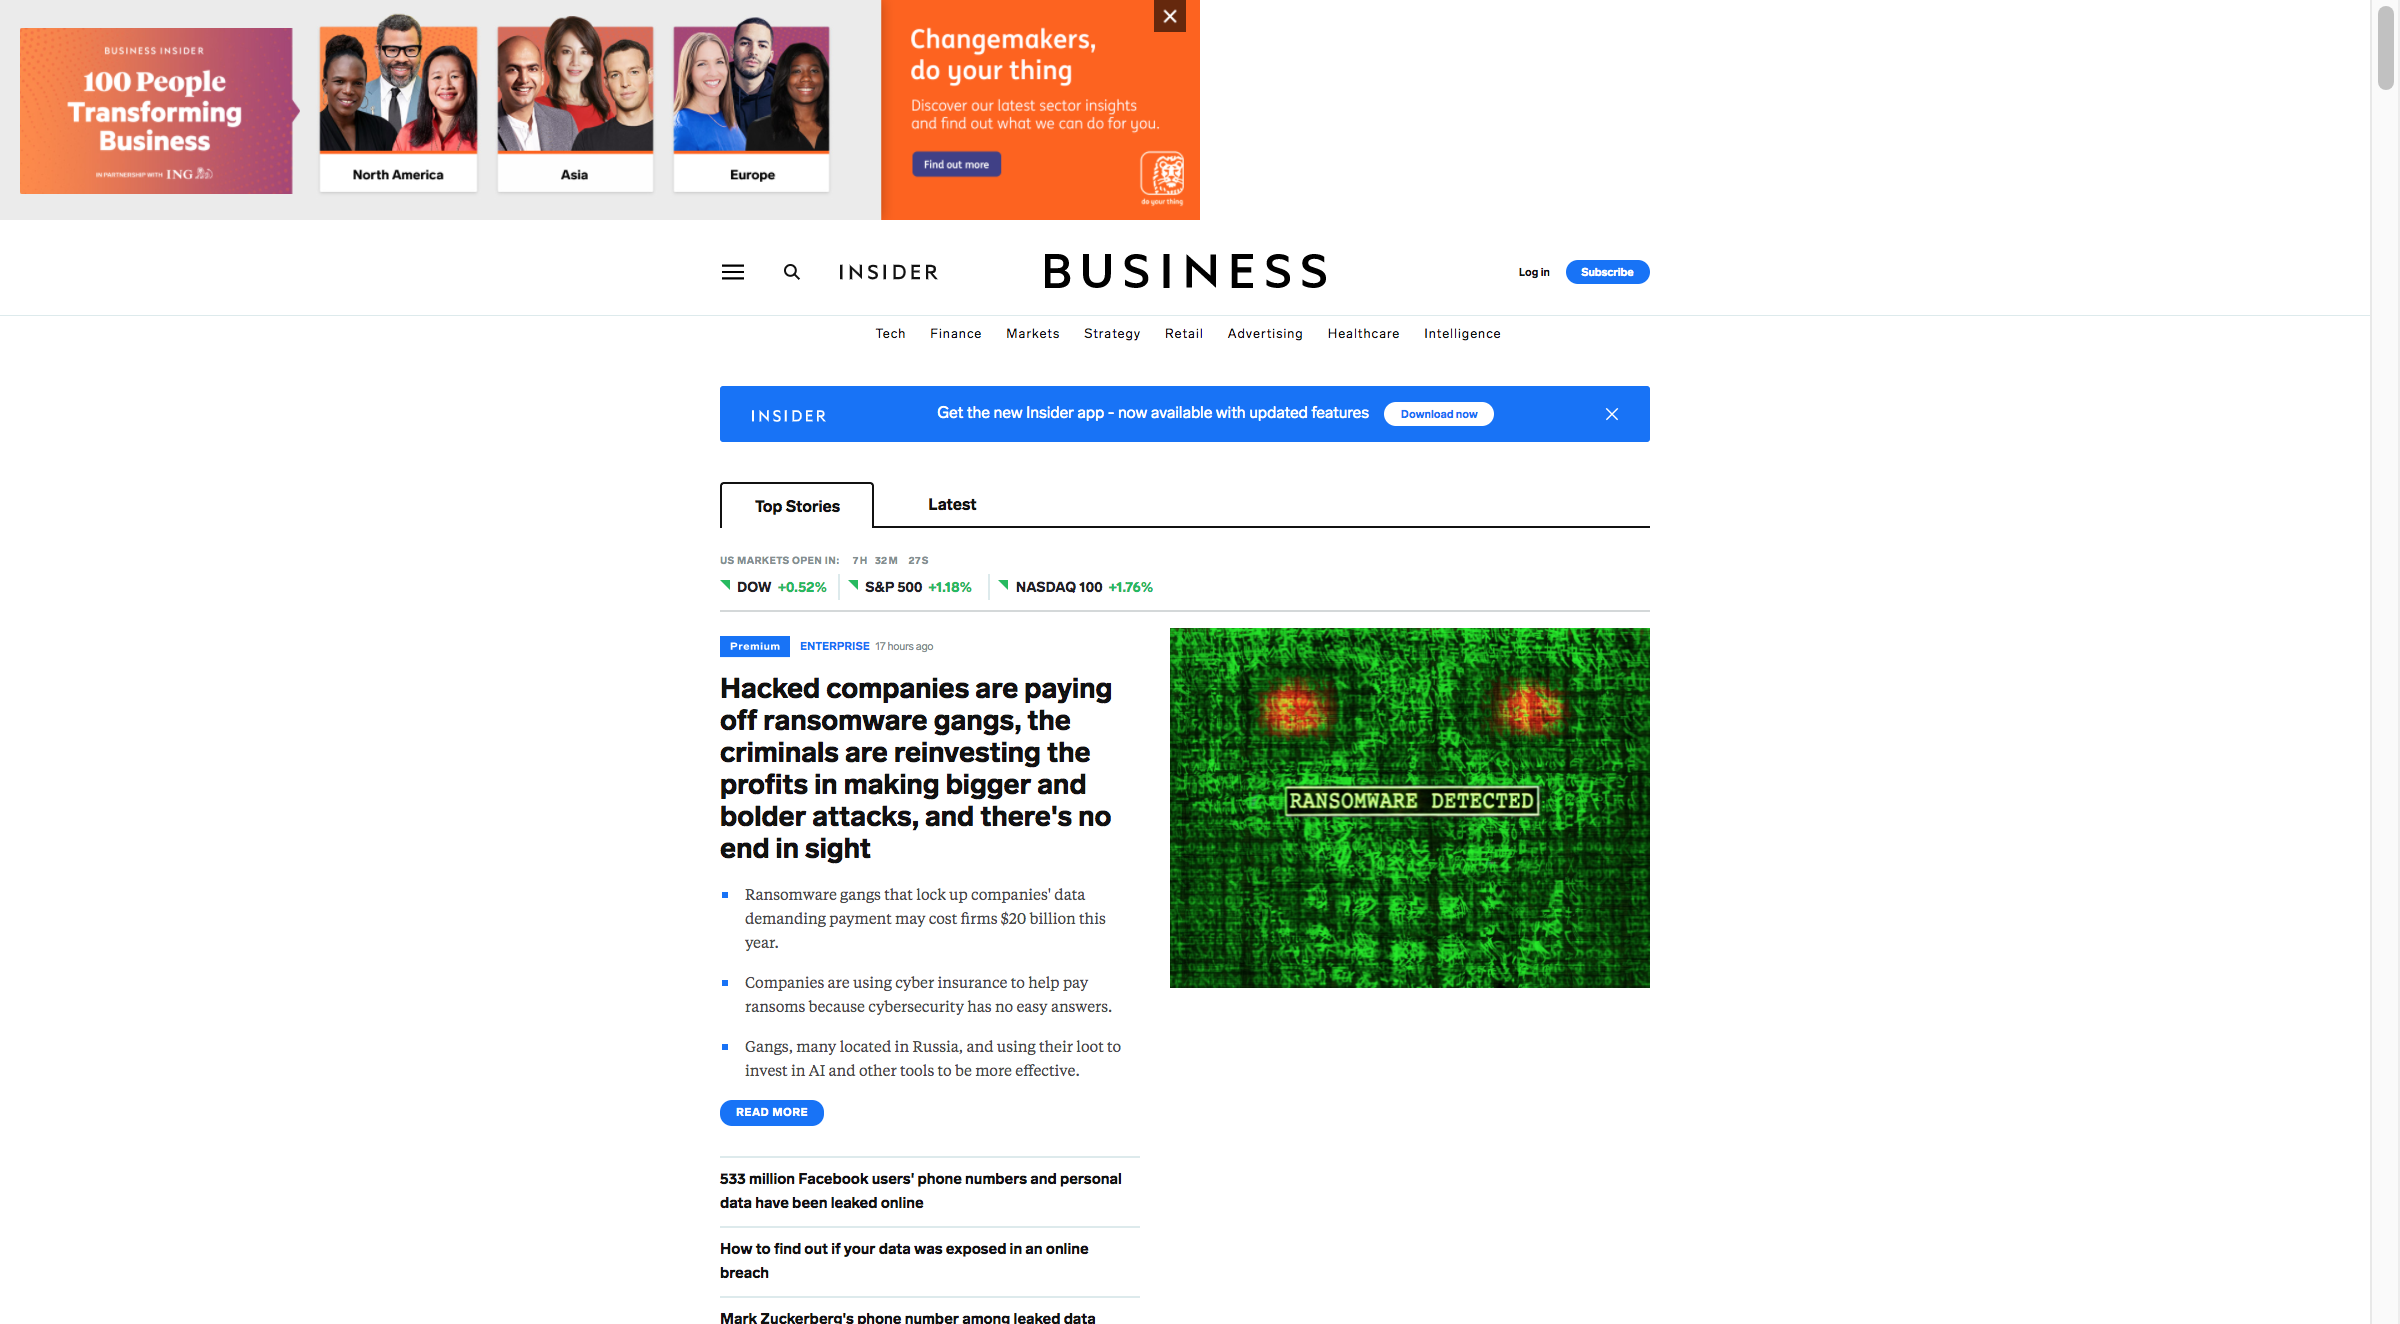 BUSINESS INSIDER
100 People
Transforming
Business
IN PARTNERSHIP WITH ING
North America
Asia
Europe
Changemakers,
do your thing
Discover our latest sector insights
and find out what we can do for you.
Find out more
do your thing
INSIDER
BUSINESS
Log in
Subscribe
Tech Finance Markets Strategy Retail Advertising Healthcare Intelligence
INSIDER
Get the new Insider app - now available with updated features
Download now
Top Stories
Latest
US MARKETS OPEN IN: 7H 32M 27S
DOW +0.52% S&P 500 +1.18% NASDAQ 100 +1.76%
Premium ENTERPRISE 17 hours ago
Hacked companies are paying
off ransomware gangs, the
criminals are reinvesting the
profits in making bigger and
bolder attacks, and there's no
end in sight
Ransomware gangs that lock up companies' data
demanding payment may cost firms $20 billion this
year.
Companies are using cyber insurance to help pay
ransoms because cybersecurity has no easy answers.
Gangs, many located in Russia, and using their loot to
invest in AI and other tools to be more effective.
READ MORE
RANSOMWARE DETECTED
533 million Facebook users' phone numbers and personal
data have been leaked online
How to find out if your data was exposed in an online
breach
Mark Zuckerberg's phone number among leaked data